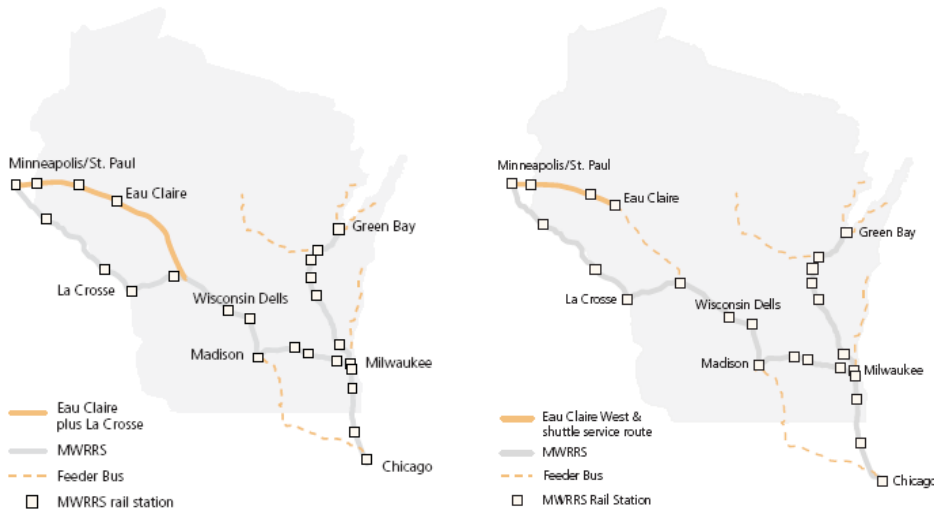 Minneapolis/St. Paul
Eau Claire
Green Bay
La Crosse
Wisconsin Dells
Madison
Milwaukee
Chicago
Eau Claire
plus La Crosse
MWRRS
Feeder Bus
MWRRS rail station
Minneapolis/St. Paul
Eau Claire
Green Bay
La Crosse
Wisconsin Dells
Madison
Milwaukee
Chicago
Eau Claire West &
shuttle service route
MWRRS
Feeder Bus
MWRRS Rail Station